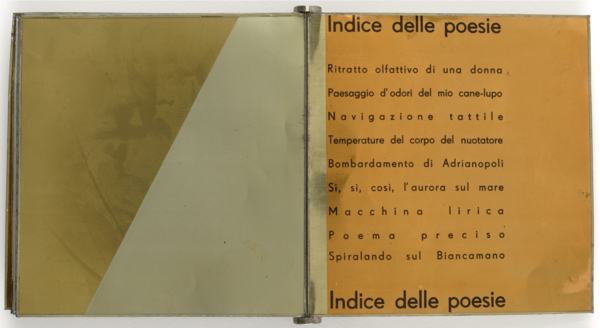 Indice delle poesie
Ritratto olfattivo di una donna
Paesaggio d'odori del mio cane-lupo
Navigazione tattile
Temperature del corpo del nuotatore
Bombardamento di Adrianopoli
Sì, sì, così, l'aurora sul mare
Macchina lirica
Poema preciso
Spiralando sul Biancamano
Indice delle poesie